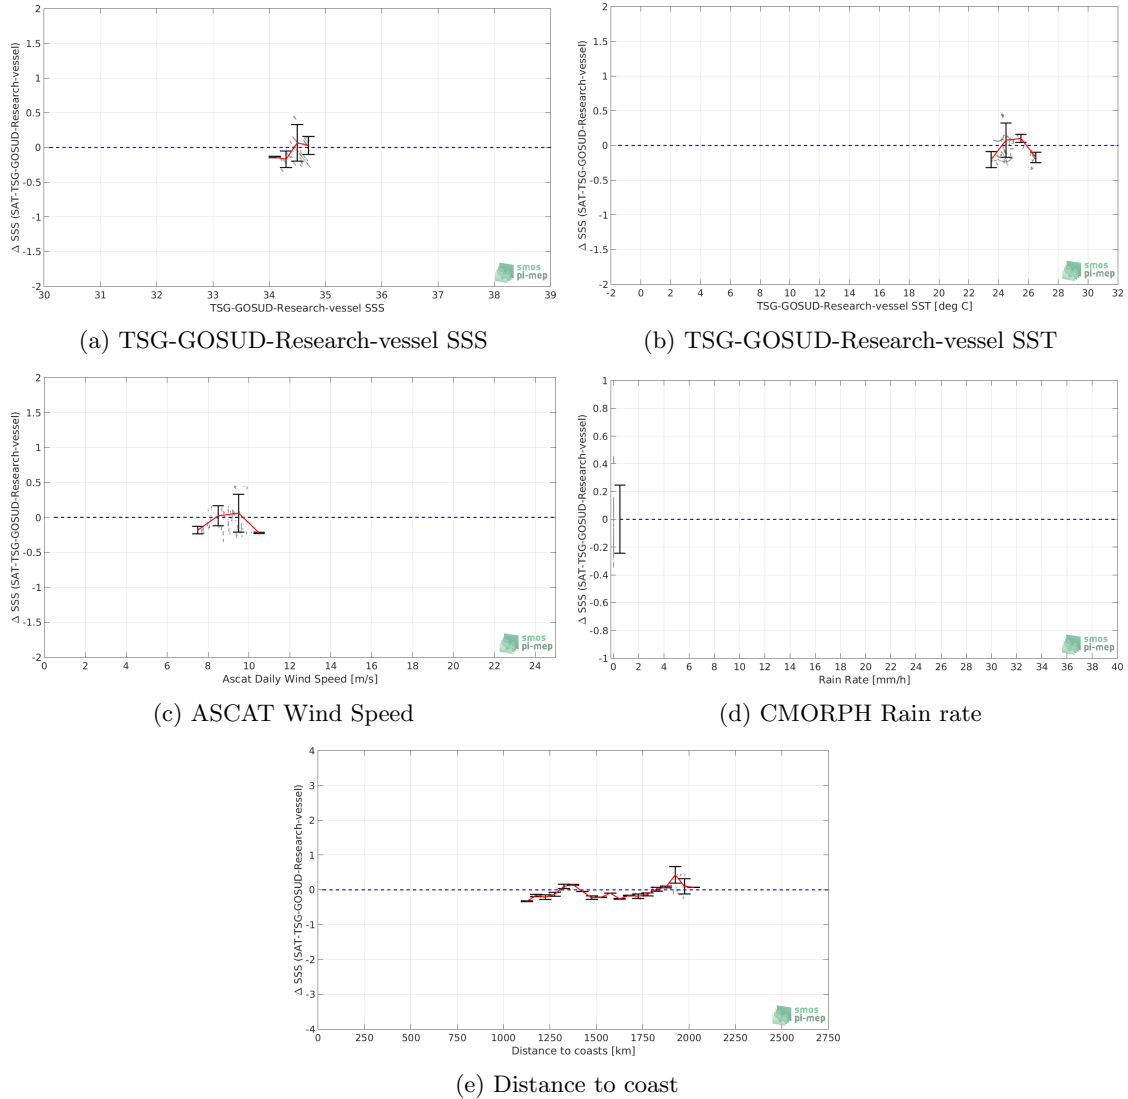 2
1.5
1
0.5
0
-0.5
-1
-1.5
-2
Δ SSS (SAT-TSG-GOSUD-Research-vessel)
30 31 32 33 34 35 36 37 38 39
TSG-GOSUD-Research-vessel SSS
smos
pi-mep
(a) TSG-GOSUD-Research-vessel SSS
2
1.5
1
0.5
0
-0.5
-1
-1.5
-2
Δ SSS (SAT-TSG-GOSUD-Research-vessel)
-2 0 2 4 6 8 10 12 14 16 18 20 22 24 26 28 30 32
TSG-GOSUD-Research-vessel SST [deg C]
smos
pi-mep
(b) TSG-GOSUD-Research-vessel SST
2
1.5
1
0.5
0
-0.5
-1
-1.5
-2
Δ SSS (SAT-TSG-GOSUD-Research-vessel)
0 2 4 6 8 10 12 14 16 18 20 22 24
Ascat Daily Wind Speed [m/s]
smos
pi-mep
(c) ASCAT Wind Speed
1
0.8
0.6
0.4
0.2
0
-0.2
-0.4
-0.6
-0.8
-1
Δ SSS (SAT-TSG-GOSUD-Research-vessel)
0 2 4 6 8 10 12 14 16 18 20 22 24 26 28 30 32 34 36 38 40
Rain Rate [mm/h]
smos
pi-mep
(d) CMORPH Rain rate
4
3
2
1
0
-1
-2
-3
-4
Δ SSS (SAT-TSG-GOSUD-Research-vessel)
0 250 500 750 1000 1250 1500 1750 2000 2250 2500 2750
Distance to coasts [km]
smos
pi-mep
(e) Distance to coast